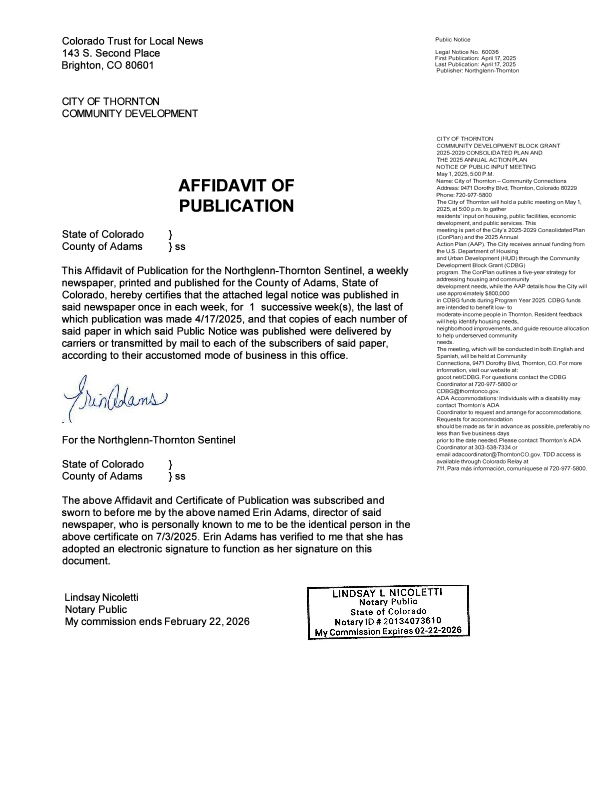 Colorado Trust for Local News
143 S. Second Place
Brighton, CO 80601
CITY OF THORNTON
COMMUNITY DEVELOPMENT
AFFIDAVIT OF
PUBLICATION
State of Colorado }
County of Adams } ss
This Affidavit of Publication for the Northglenn-Thornton Sentinel, a weekly
newspaper, printed and published for the County of Adams, State of
Colorado, hereby certifies that the attached legal notice was published in
said newspaper once in each week, for 1 successive week(s), the last of
which publication was made 4/17/2025, and that copies of each number of
said paper in which said Public Notice was published were delivered by
carriers or transmitted by mail to each of the subscribers of said paper,
according to their accustomed mode of business in this office.
Erin Adams
For the Northglenn-Thornton Sentinel
State of Colorado }
County of Adams } ss
The above Affidavit and Certificate of Publication was subscribed and
sworn to before me by the above named Erin Adams, director of said
newspaper, who is personally known to me to be the identical person in the
above certificate on 7/3/2025. Erin Adams has verified to me that she has
adopted an electronic signature to function as her signature on this
document.
Lindsay Nicoletti
Notary Public
My commission ends February 22, 2026
LINDSAY L NICOLETTI
Notary Public
State of Colorado
Notary ID # 20134073610
My Commission Expires 02-22-2026
Public Notice
Legal Notice No. 60036
First Publication: April 17, 2025
Last Publication: April 17, 2025
Publisher: Northglenn-Thornton
CITY OF THORNTON
COMMUNITY DEVELOPMENT BLOCK GRANT
2025-2029 CONSOLIDATED PLAN AND
THE 2025 ANNUAL ACTION PLAN
NOTICE OF PUBLIC INPUT MEETING
May 1, 2025, 5:00 P.M.
Name: City of Thornton – Community Connections
Address: 9471 Dorothy Blvd, Thornton, Colorado 80229
Phone: 720-977-5800
The City of Thornton will hold a public meeting on May 1,
2025, at 5:00 p.m. to gather
residents' input on housing, public facilities, economic
development, and public services. This
meeting is part of the City's 2025-2029 Consolidated Plan
(ConPlan) and the 2025 Annual
Action Plan (AAP). The City receives annual funding from
the U.S. Department of Housing
and Urban Development (HUD) through the Community
Development Block Grant (CDBG)
program. The ConPlan outlines a five-year strategy for
addressing housing and community
development needs, while the AAP details how the City will
use approximately $800,000
in CDBG funds during Program Year 2025. CDBG funds
are intended to benefit low- to
moderate-income people in Thornton. Resident feedback
will help identify housing needs,
neighborhood improvements, and guide resource allocation
to help underserved community
needs.
The meeting, which will be conducted in both English and
Spanish, will be held at Community
Connections, 9471 Dorothy Blvd, Thornton, CO. For more
information, visit our website at:
gocot.net/CDBG. For questions contact the CDBG
Coordinator at 720-977-5800 or
CDBG@thorntonco.gov.
ADA Accommodations: Individuals with a disability may
contact Thornton's ADA
Coordinator to request and arrange for accommodations.
Requests for accommodation
should be made as far in advance as possible, preferably no
less than five business days
prior to the date needed. Please contact Thornton's ADA
Coordinator at 303-538-7334 or
email adacoordinator@ThorntonCO.gov. TDD access is
available through Colorado Relay at
711. Para más información, comuníquese al 720-977-5800.